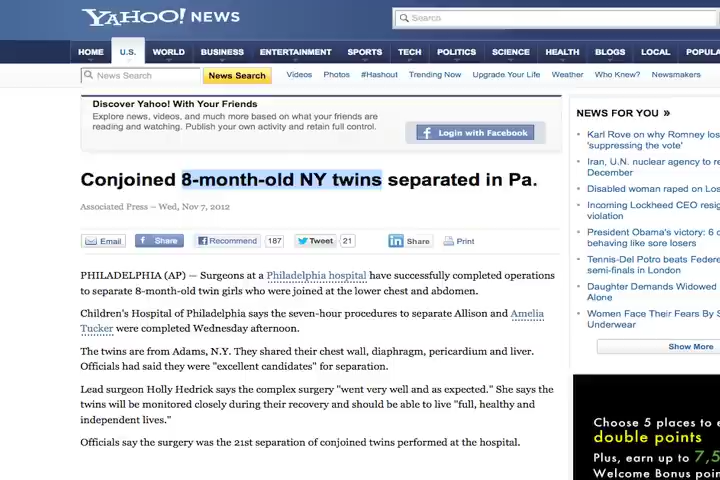 YAHOO! NEWS
Search
HOME U.S. WORLD BUSINESS ENTERTAINMENT SPORTS TECH POLITICS SCIENCE HEALTH BLOGS LOCAL POPULA
News Search News Search Videos Photos #Hashout Trending Now Upgrade Your Life Weather Who Knew? Newsmakers
Discover Yahoo! With Your Friends
Explore news, videos, and much more based on what your friends are
reading and watching. Publish your own activity and retain full control.
Login with Facebook
Conjoined 8-month-old NY twins separated in Pa.
Associated Press – Wed, Nov 7, 2012
Email Share Recommend 187 Tweet 21 Share Print
PHILADELPHIA (AP) — Surgeons at a Philadelphia hospital have successfully completed operations
to separate 8-month-old twin girls who were joined at the lower chest and abdomen.
Children's Hospital of Philadelphia says the seven-hour procedures to separate Allison and Amelia
Tucker were completed Wednesday afternoon.
The twins are from Adams, N.Y. They shared their chest wall, diaphragm, pericardium and liver.
Officials had said they were "excellent candidates" for separation.
Lead surgeon Holly Hedrick says the complex surgery "went very well and as expected." She says the
twins will be monitored closely during their recovery and should be able to live "full, healthy and
independent lives."
Officials say the surgery was the 21st separation of conjoined twins performed at the hospital.
NEWS FOR YOU »
Karl Rove on why Romney los
'suppressing the vote'
Iran, U.N. nuclear agency to re
December
Disabled woman raped on Los
Incoming Lockheed CEO resig
violation
President Obama's victory: 6 c
behaving like sore losers
Tennis-Del Potro beats Federe
semi-finals in London
Daughter Demands Widowed
Alone
Women Face Their Fears By S
Underwear
Show More
Choose 5 places to e
double points
Plus, earn up to 7,5
Welcome Bonus poin